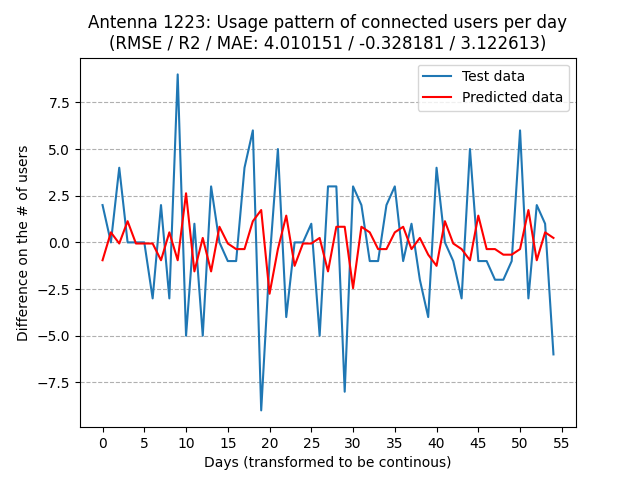 Antenna 1223: Usage pattern of connected users per day
(RMSE / R2 / MAE: 4.010151 / -0.328181 / 3.122613)
Test data
Predicted data
7.5
5.0
2.5
0.0
−2.5
−5.0
−7.5
Difference on the # of users
0 5 10 15 20 25 30 35 40 45 50 55
Days (transformed to be continous)